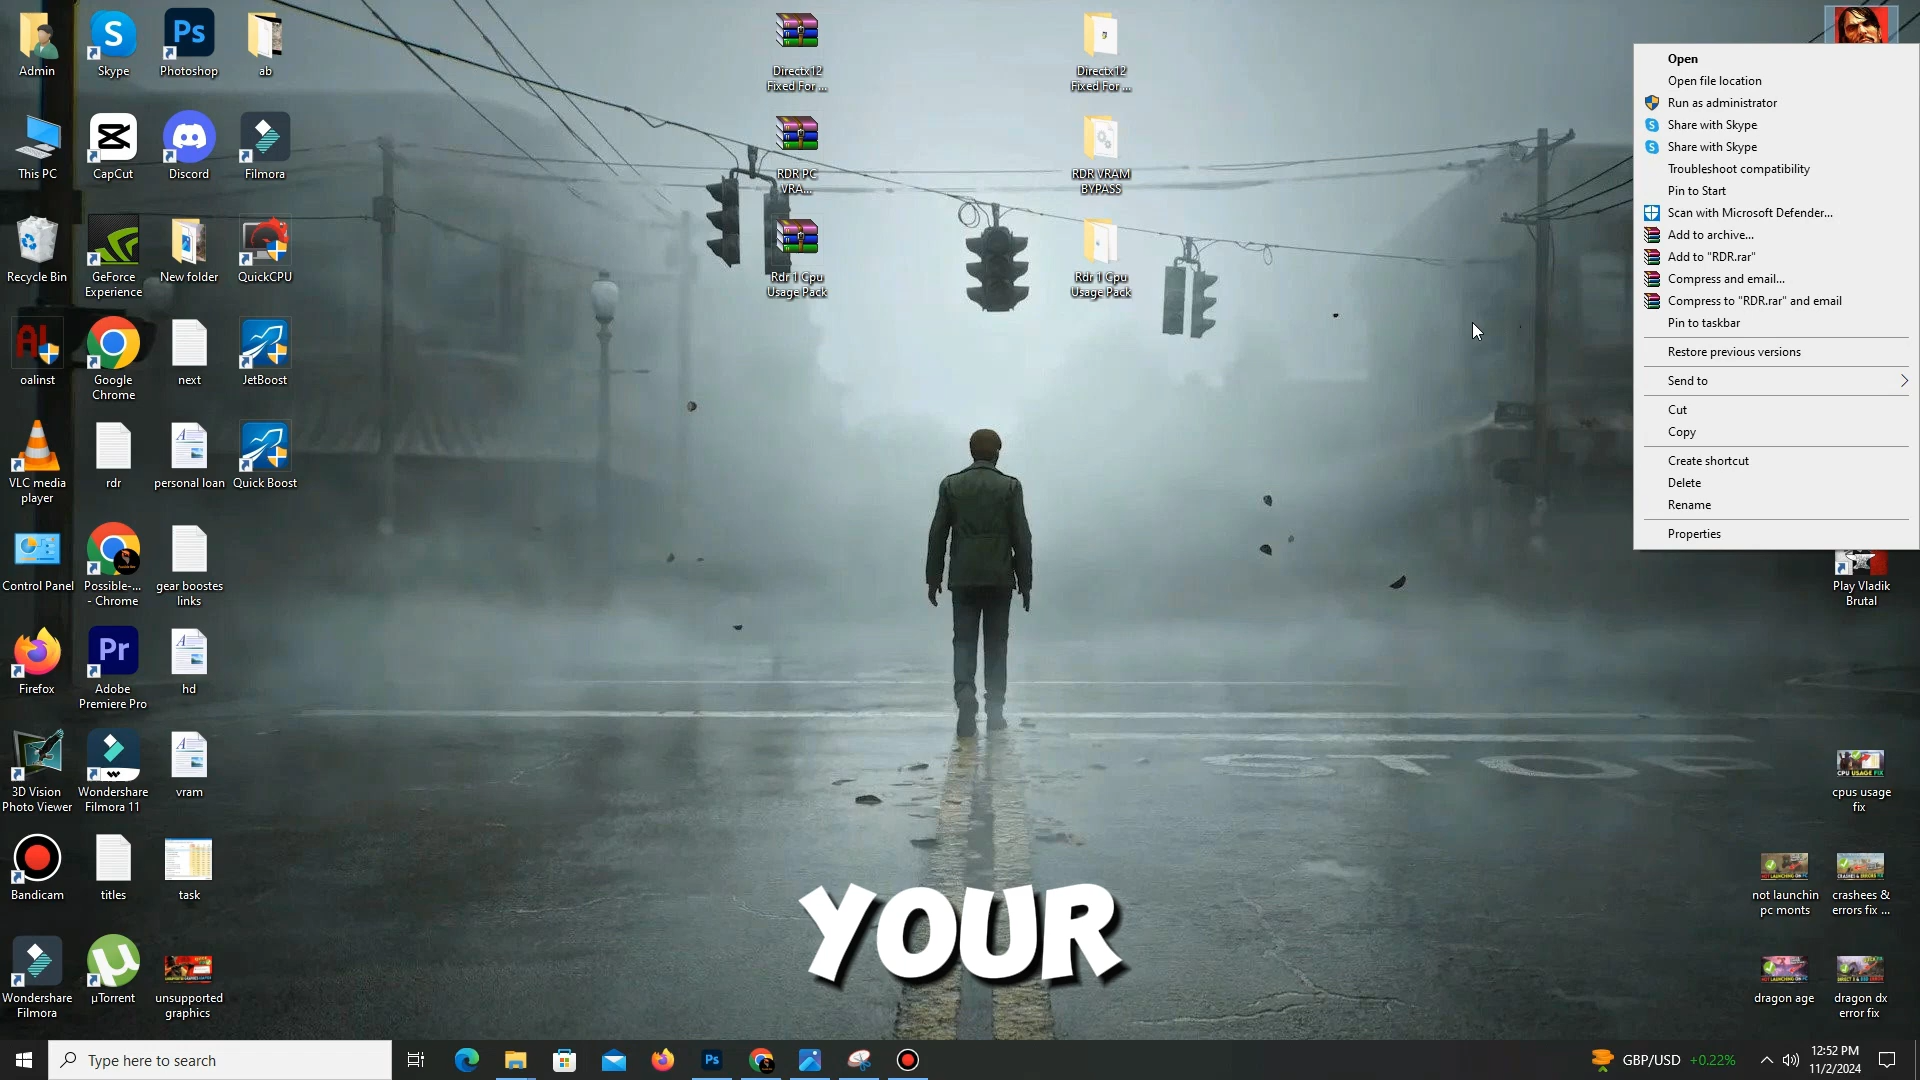 Admin
Skype
Photoshop
ab
Directx12
Fixed For ...
Directx12
Fixed For ...
This PC
CapCut
Discord
Filmora
RDR PC
VRA...
RDR VRAM
BYPASS
Recycle Bin
GeForce
Experience
New folder
QuickCPU
Rdr 1 Cpu
Usage Pack
Rdr 1 Cpu
Usage Pack
oalinst
Google
Chrome
next
JetBoost
VLC media
player
rdr
personal loan
Quick Boost
Control Panel
Possible-...
- Chrome
gear boostes
links
Firefox
Adobe
Premiere Pro
hd
3D Vision
Photo Viewer
Wondershare
Filmora 11
vram
Bandicam
titles
task
Wondershare
Filmora
µTorrent
unsupported
graphics
Open
Open file location
Run as administrator
Share with Skype
Share with Skype
Troubleshoot compatibility
Pin to Start
Scan with Microsoft Defender...
Add to archive...
Add to "RDR.rar"
Compress and email...
Compress to "RDR.rar" and email
Pin to taskbar
Restore previous versions
Send to
Cut
Copy
Create shortcut
Delete
Rename
Properties
Play Vladik
Brutal
CPU USAGE FIX
cpus usage
fix
not launchin
pc monts
crashees &
errors fix ...
dragon age
dragon dx
error fix
STOP
YOUR
Type here to search
GBP/USD +0.22%
12:52 PM
11/2/2024